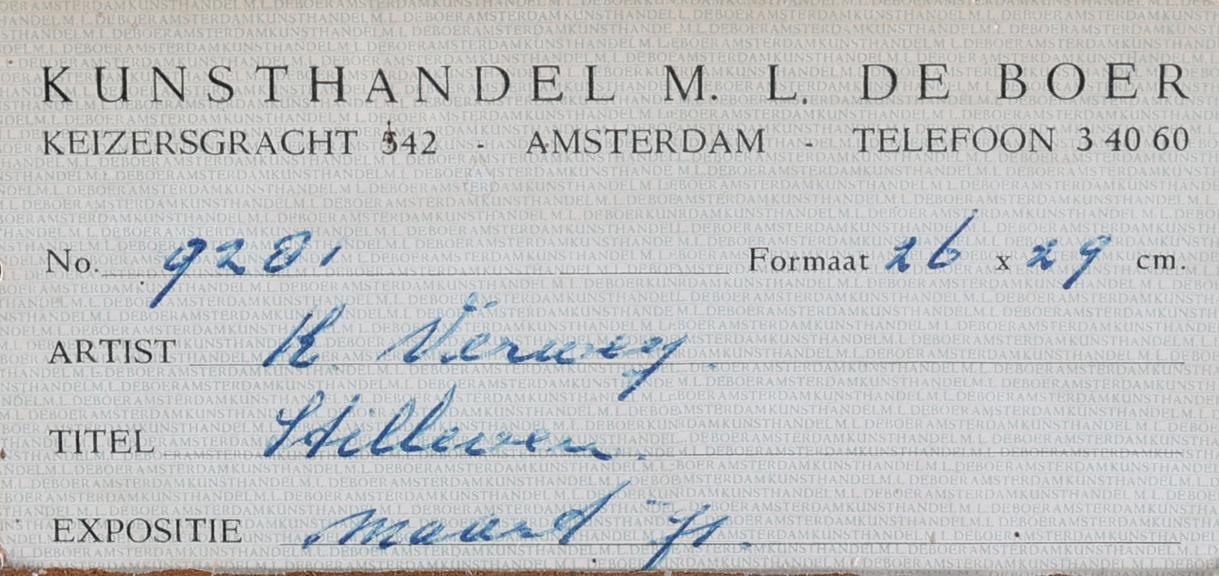 KUNSTHANDEL M. L. DE BOER
KEIZERSGRACHT 542 - AMSTERDAM - TELEFOON 3 40 60
No. 9281 Formaat 26 x 29 cm.
ARTIST K. Verwey.
TITEL Stilleven.
EXPOSITIE maart